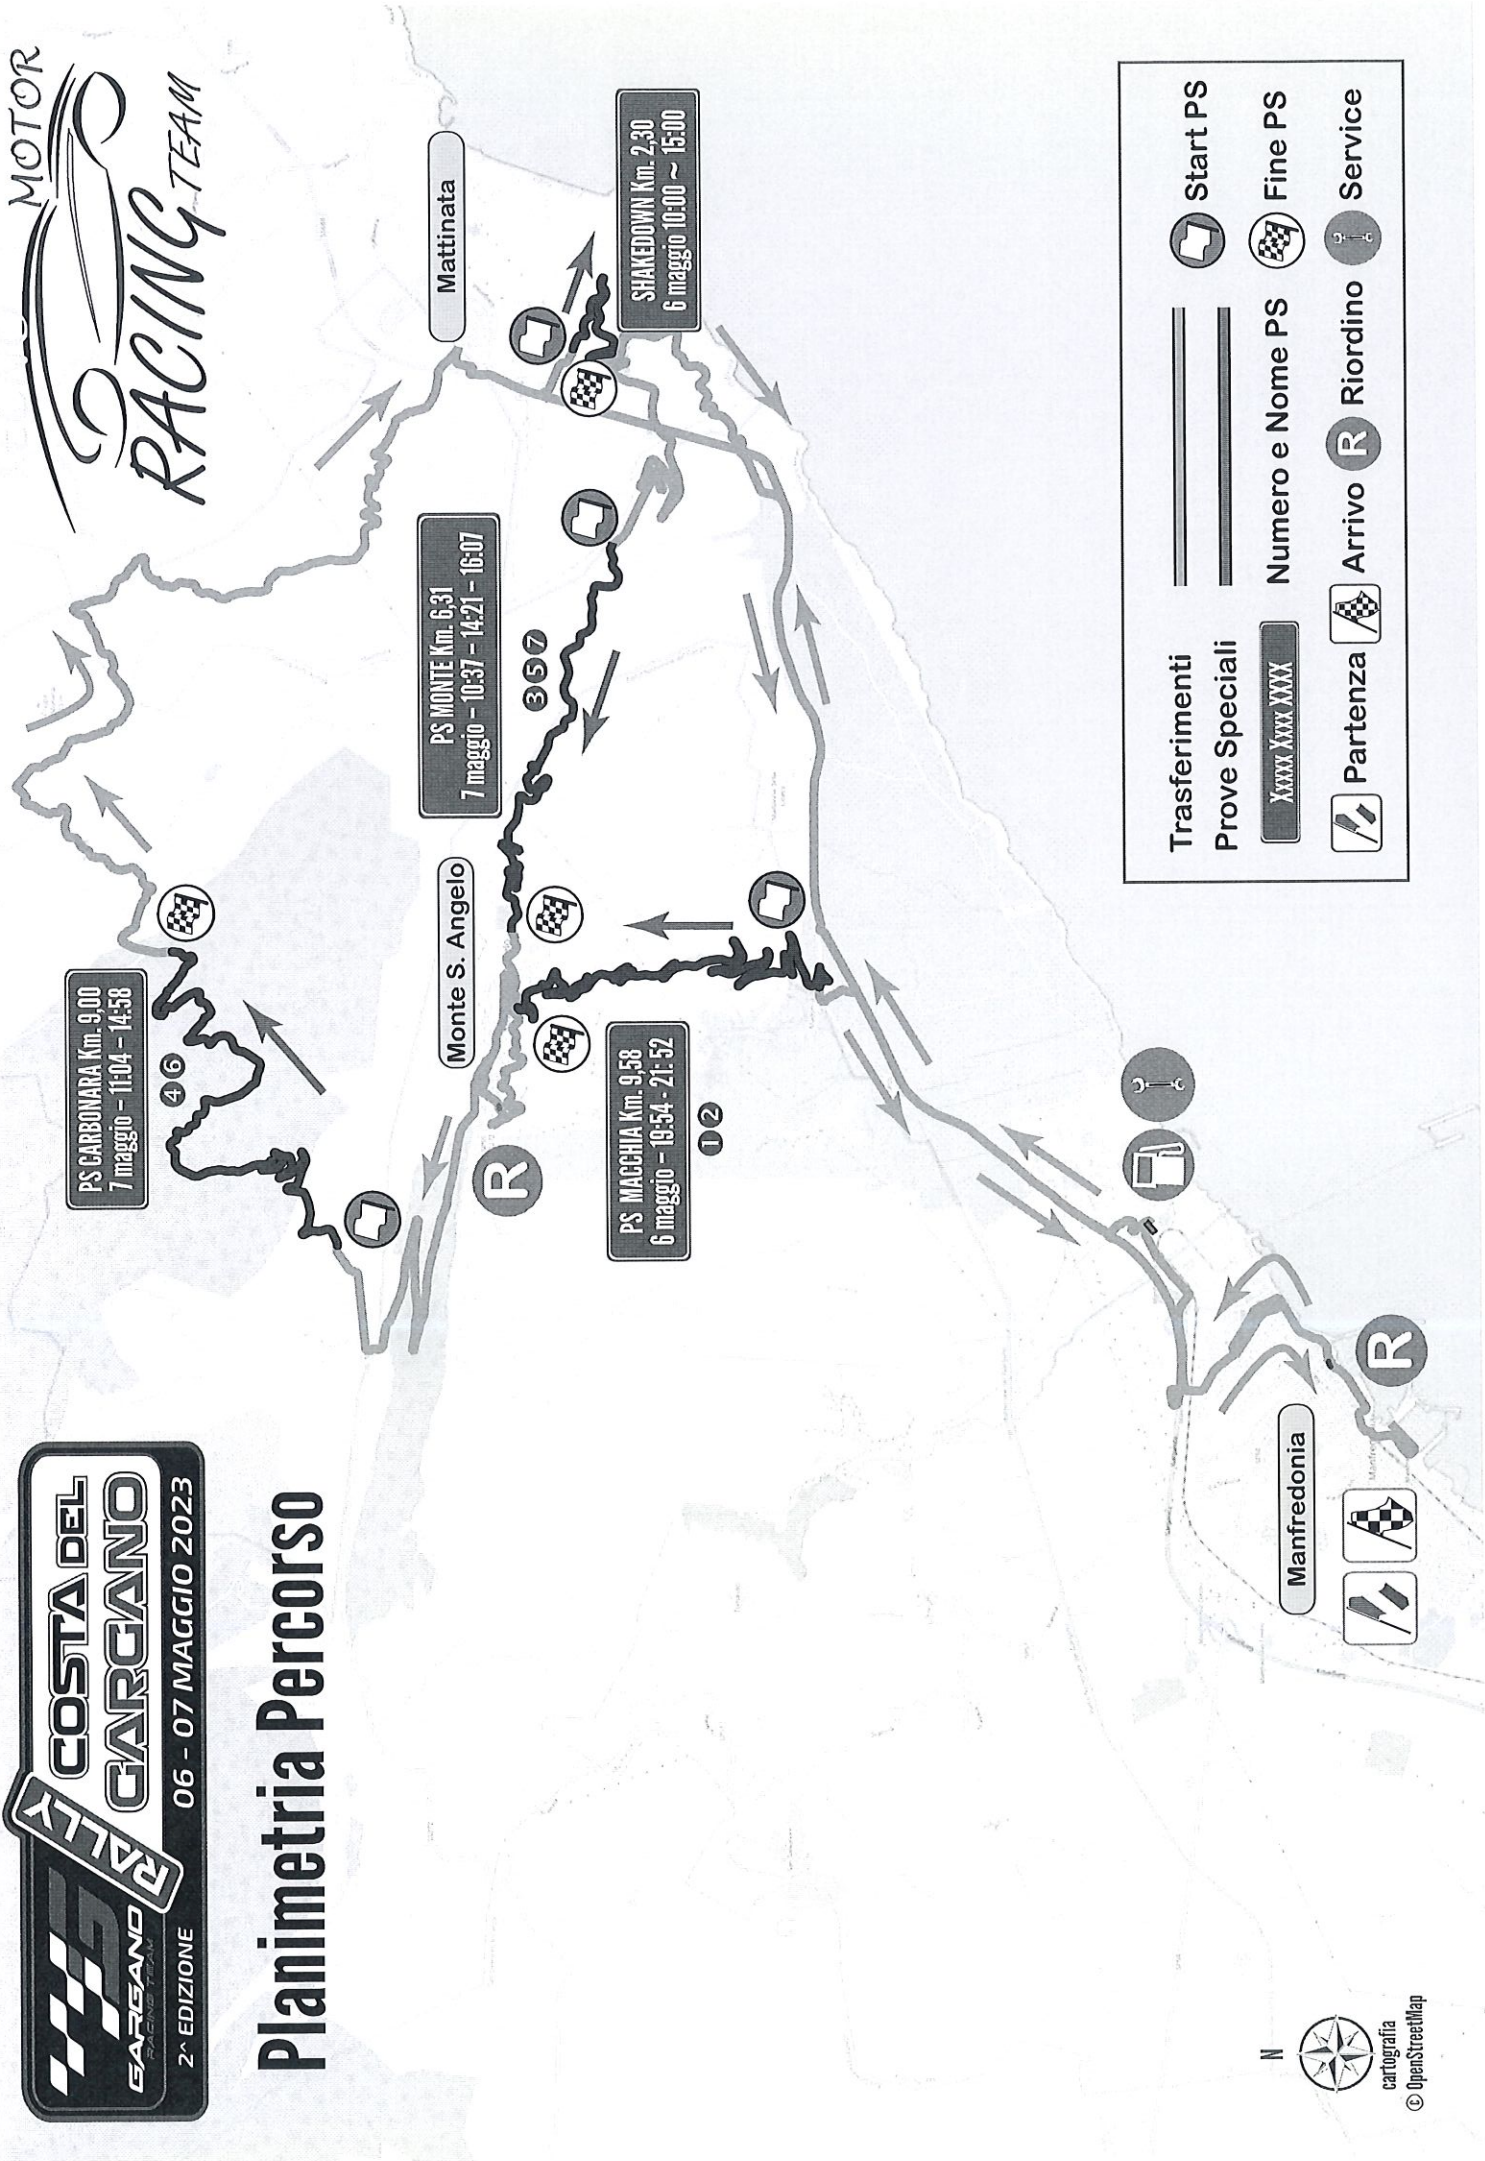 COSTA DEL
GARGANO
RALLY
GARGANO
RACING TEAM
2^ EDIZIONE
06 - 07 MAGGIO 2023
Planimetria Percorso
MOTOR
RACING TEAM
PS CARBONARA Km. 9,00
7 maggio - 11:04 - 14:58
4 6
PS MONTE Km. 6,31
7 maggio - 10:37 - 14:21 - 16:07
3 5 7
Mattinata
Monte S. Angelo
SHAKEDOWN Km. 2,30
6 maggio 10:00 ~ 15:00
R
PS MACCHIA Km. 9,58
6 maggio - 19:54 - 21:52
1 2
Manfredonia
R
Trasferimenti
Prove Speciali
Xxxxx Xxxx Xxxx
Numero e Nome PS
Partenza
Arrivo
R Riordino
Start PS
Fine PS
Service
N
cartografia
© OpenStreetMap